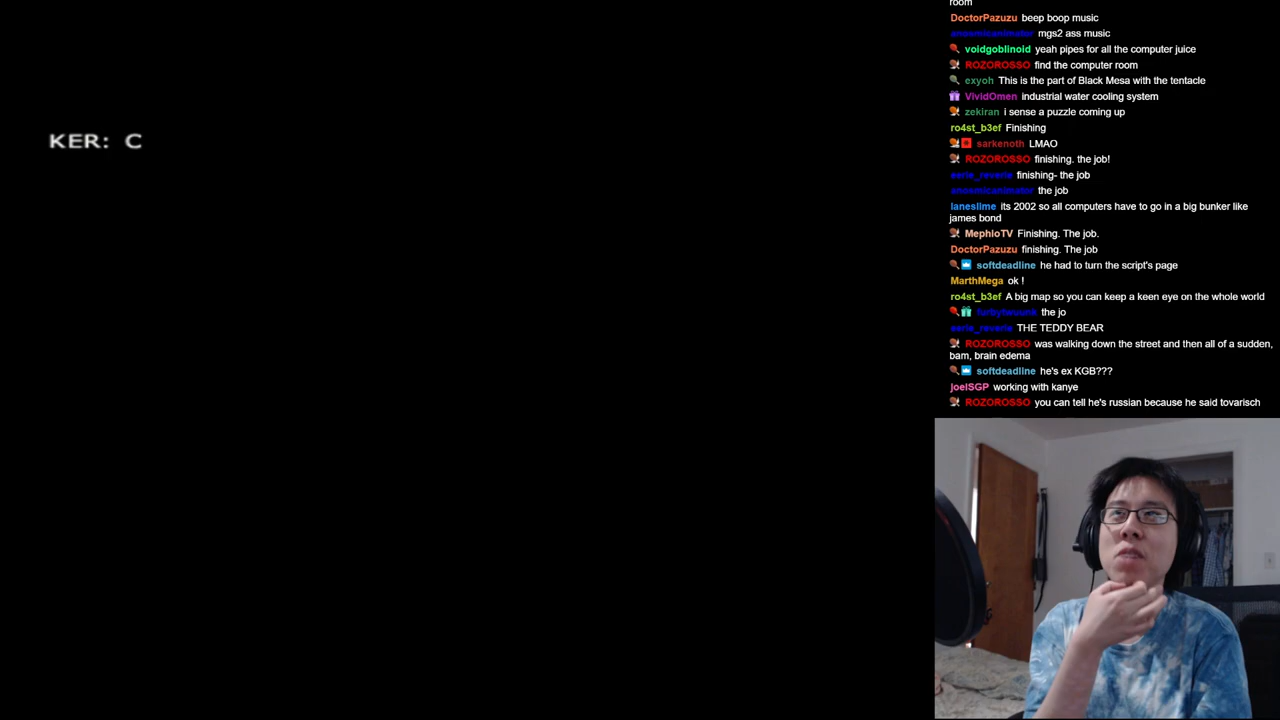 room
DoctorPazuzu beep boop music
anosmicanimator mgs2 ass music
voidgoblinoid yeah pipes for all the computer juice
ROZOROSSO find the computer room
exyoh This is the part of Black Mesa with the tentacle
VividOmen industrial water cooling system
zekiran i sense a puzzle coming up
ro4st_b3ef Finishing
sarkenoth LMAO
ROZOROSSO finishing. the job!
eerie_reverie finishing- the job
anosmicanimator the job
laneslime its 2002 so all computers have to go in a big bunker like
james bond
MephloTV Finishing. The job.
DoctorPazuzu finishing. The job
softdeadline he had to turn the script's page
MarthMega ok !
ro4st_b3ef A big map so you can keep a keen eye on the whole world
the jo
eerie_reverie THE TEDDY BEAR
ROZOROSSO was walking down the street and then all of a sudden,
bam, brain edema
softdeadline he's ex KGB???
joelSGP working with kanye
ROZOROSSO you can tell he's russian because he said tovarisch
KER: C